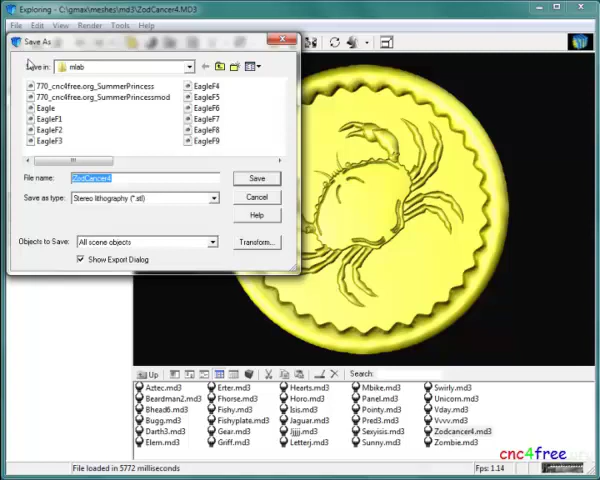 Exploring - C:\gmax\meshes\md3\ZodCancer4.MD3
File Edit View Render Tools Help
Save As
Save in: mlab
770_cnc4free.org_SummerPrincess
770_cnc4free.org_SummerPrincessmod
Eagle
EagleF1
EagleF2
EagleF3
EagleF4
EagleF5
EagleF6
EagleF7
EagleF8
EagleF9
File name: ZodCancer4 Save
Save as type: Stereo lithography (*.stl) Cancel
Help
Objects to Save: All scene objects Transform...
Show Export Dialog
Up Search:
Aztec.md3 Erter.md3 Hearts.md3 Mbike.md3 Swirly.md3
Beardman2.md3 Fhorse.md3 Horo.md3 Panel.md3 Unicorn.md3
Bhead6.md3 Fishy.md3 Isis.md3 Pointy.md3 Vday.md3
Bugg.md3 Fishyplate.md3 Jaguar.md3 Pred3.md3 Vvvv.md3
Darth3.md3 Gear.md3 Jjjjj.md3 Sexyisis.md3 Zodcancer4.md3
Elem.md3 Griff.md3 Letterj.md3 Sunny.md3 Zombie.md3
cnc4free
File loaded in 5772 milliseconds Fps: 1.14